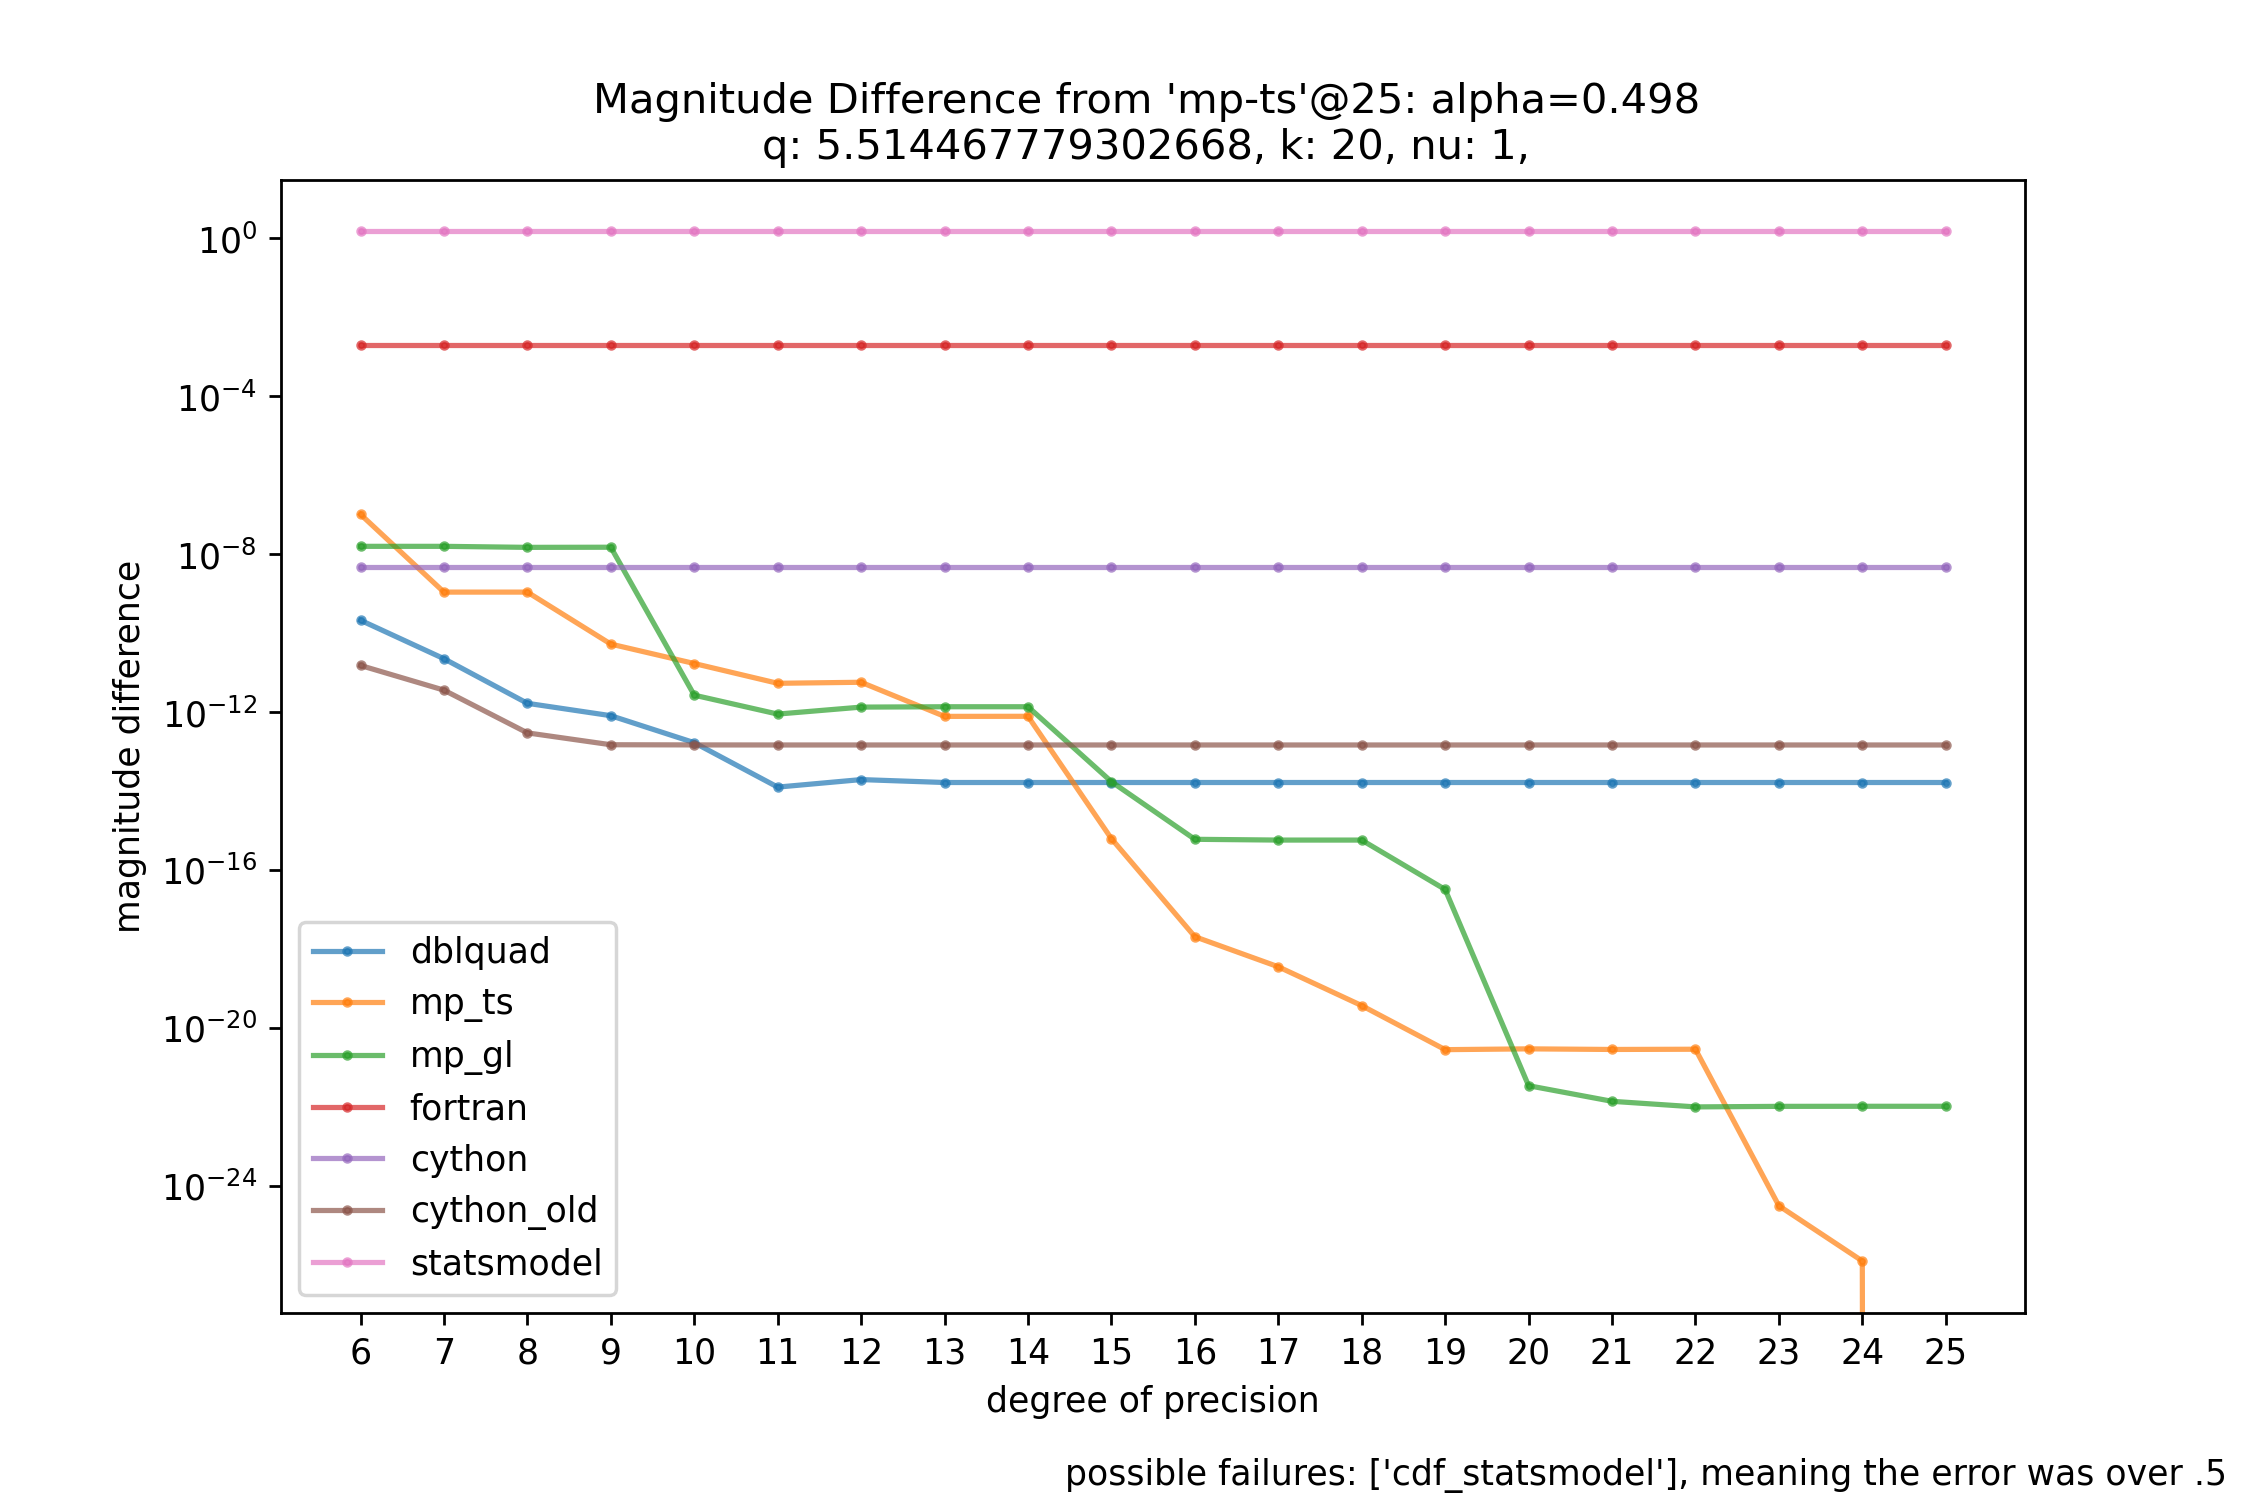 Magnitude Difference from 'mp-ts'@25: alpha=0.498
q: 5.514467779302668, k: 20, nu: 1,
magnitude difference
10⁰
10⁻⁴
10⁻⁸
10⁻¹²
10⁻¹⁶
10⁻²⁰
10⁻²⁴
dblquad
mp_ts
mp_gl
fortran
cython
cython_old
statsmodel
6 7 8 9 10 11 12 13 14 15 16 17 18 19 20 21 22 23 24 25
degree of precision
possible failures: ['cdf_statsmodel'], meaning the error was over .5